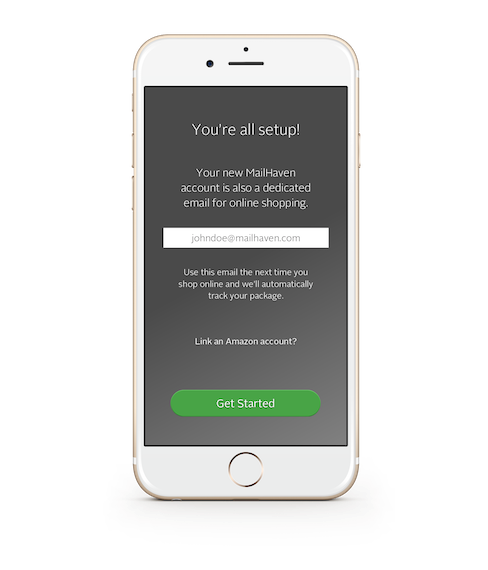 You're all setup!
Your new MailHaven
account is also a dedicated
email for online shopping.
johndoe@mailhaven.com
Use this email the next time you
shop online and we'll automatically
track your package.
Link an Amazon account?
Get Started